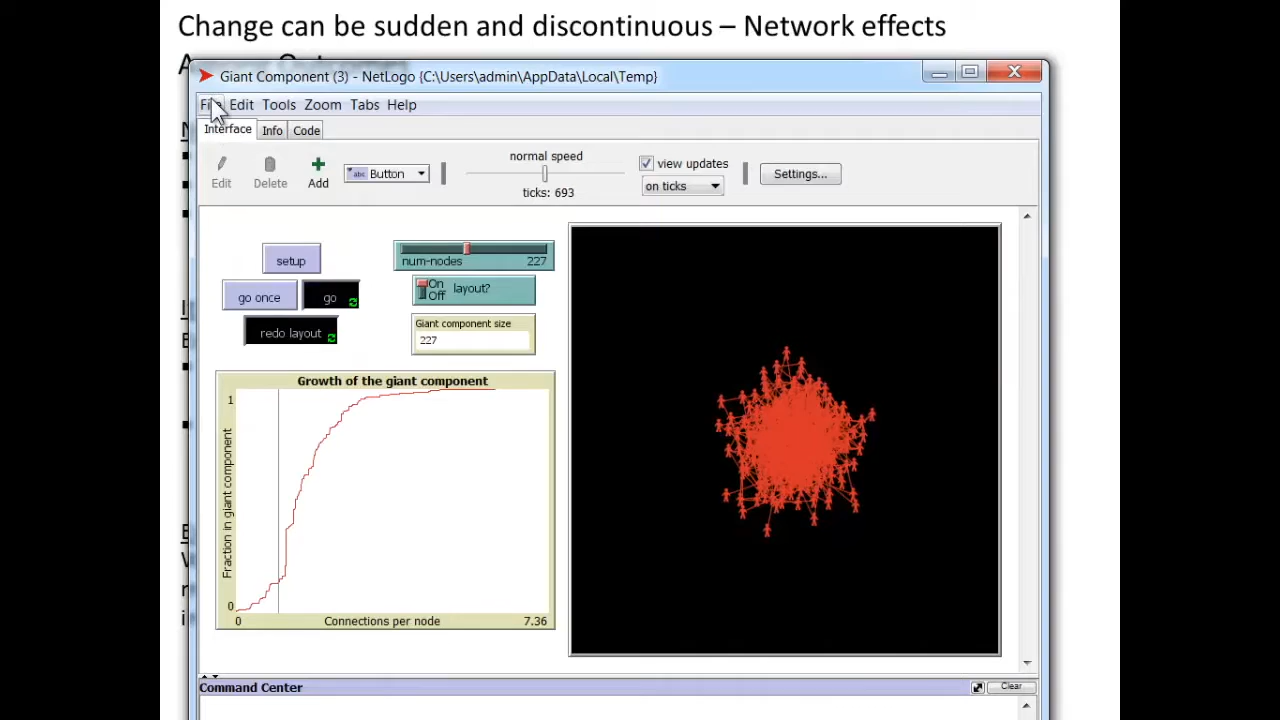 Change can be sudden and discontinuous – Network effects
Giant Component (3) - NetLogo {C:\Users\admin\AppData\Local\Temp}
File Edit Tools Zoom Tabs Help
Interface Info Code
Edit Delete Add abc Button
normal speed
ticks: 693
view updates
on ticks
Settings...
setup
go once go
redo layout
num-nodes 227
On
Off layout?
Giant component size
227
Growth of the giant component
1
Fraction in giant component
0
0 Connections per node 7.36
Command Center Clear